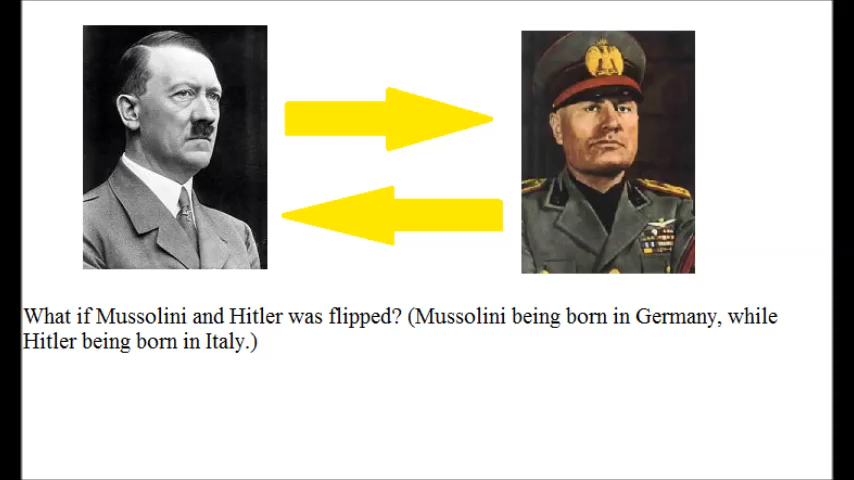 What if Mussolini and Hitler was flipped? (Mussolini being born in Germany, while
Hitler being born in Italy.)